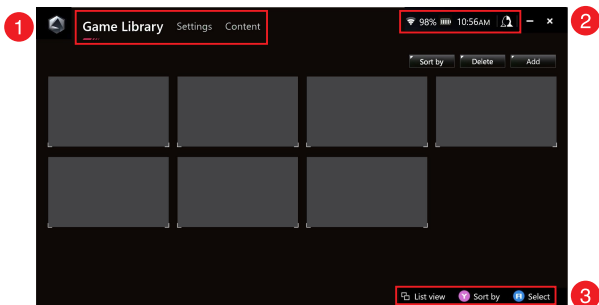 1 Game Library Settings Content 98% 10:56AM 2
Sort by Delete Add
List view Y Sort by Select 3